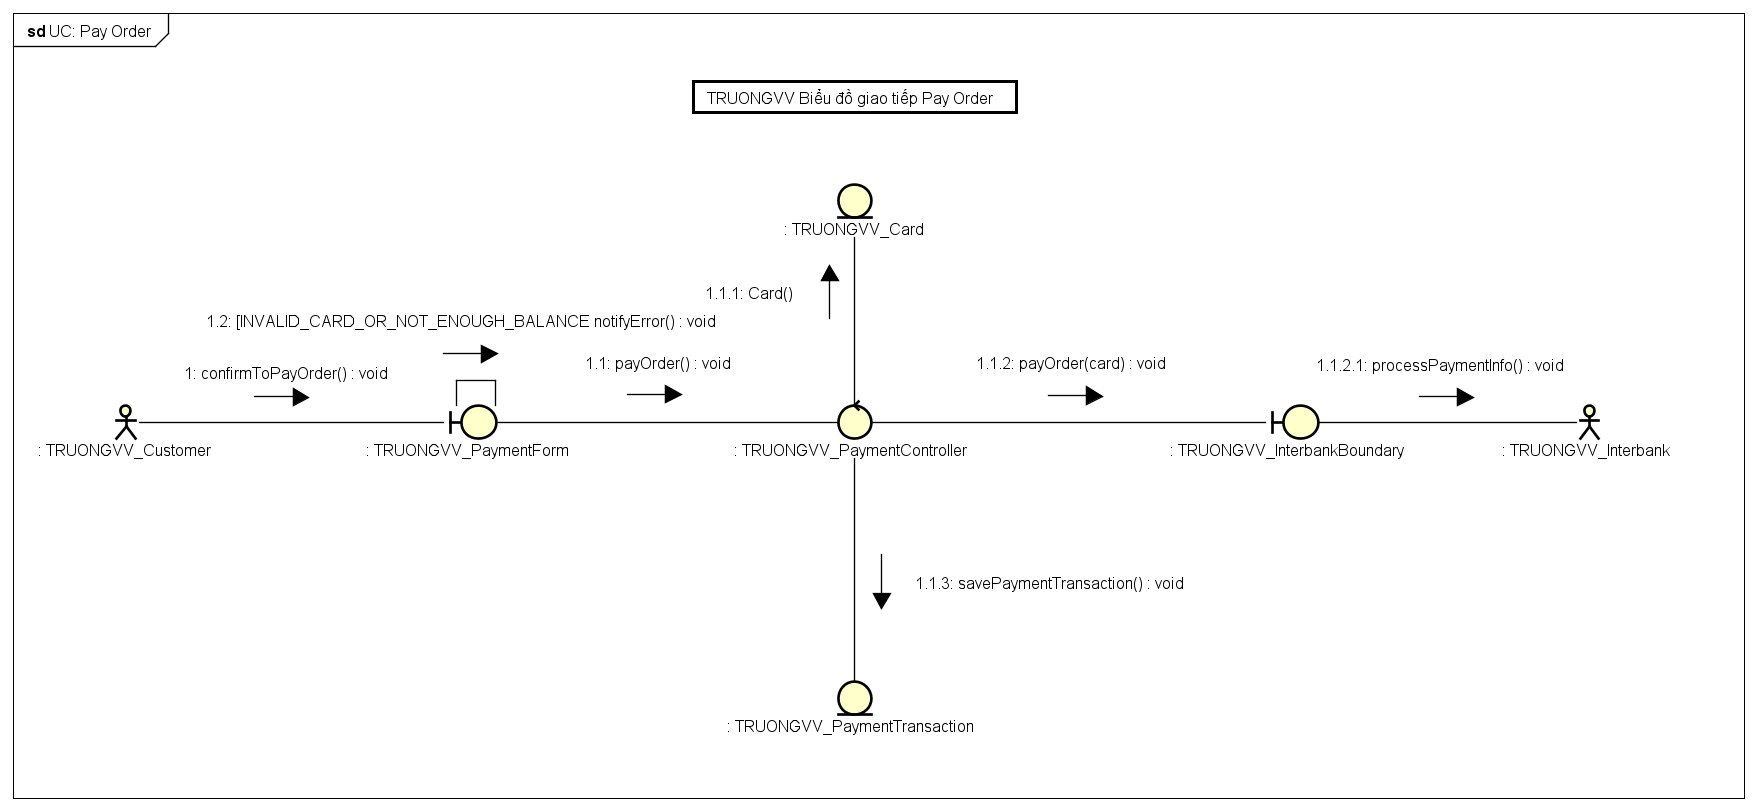 sd UC: Pay Order
TRUONGVV Biểu đồ giao tiếp Pay Order
: TRUONGVV_Card
1.1.1: Card()
1.2: [INVALID_CARD_OR_NOT_ENOUGH_BALANCE notifyError() : void
1: confirmToPayOrder() : void
1.1: payOrder() : void
1.1.2: payOrder(card) : void
1.1.2.1: processPaymentInfo() : void
: TRUONGVV_Customer
: TRUONGVV_PaymentForm
: TRUONGVV_PaymentController
: TRUONGVV_InterbankBoundary
: TRUONGVV_Interbank
1.1.3: savePaymentTransaction() : void
: TRUONGVV_PaymentTransaction